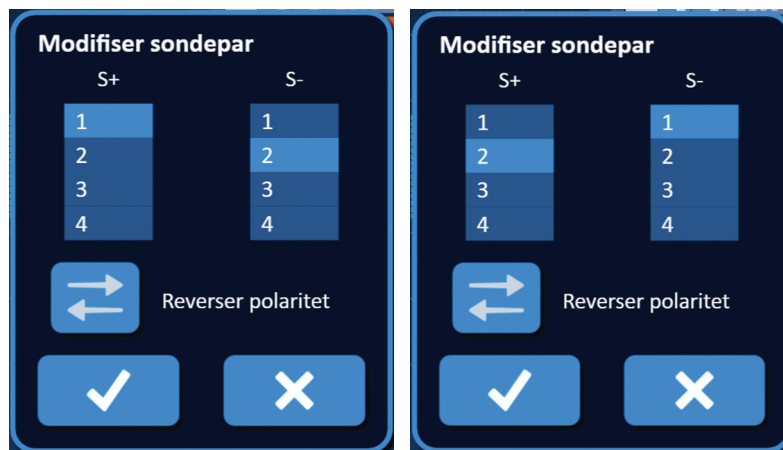 Modifiser sondepar
S+ S-
1 1
2 2
3 3
4 4
Reverser polaritet
Modifiser sondepar
S+ S-
1 1
2 2
3 3
4 4
Reverser polaritet